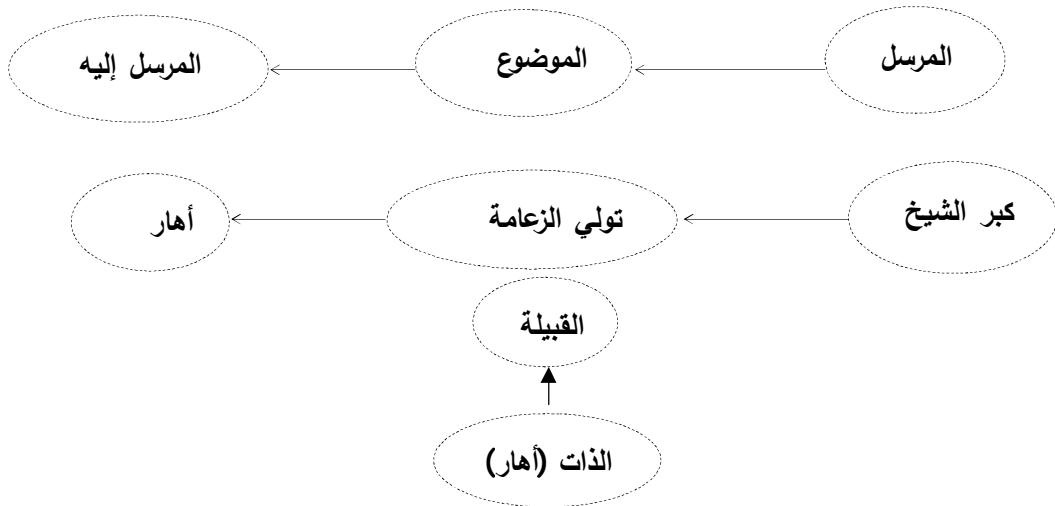 المرسل
الموضوع
المرسل إليه
كبر الشيخ
تولي الزعامة
أهار
القبيلة
الذات (أهار)